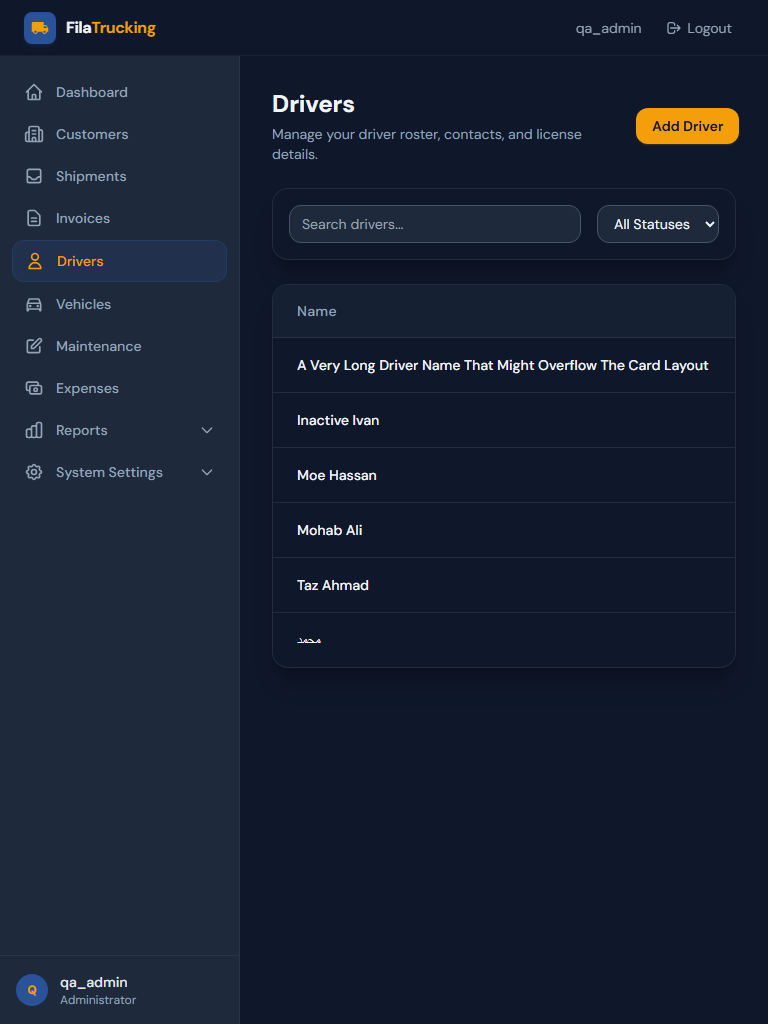 FilaTrucking
qa_admin
Logout
Dashboard
Customers
Shipments
Invoices
Drivers
Vehicles
Maintenance
Expenses
Reports
System Settings
qa_admin
Administrator
Drivers
Manage your driver roster, contacts, and license
details.
Add Driver
Search drivers...
All Statuses
Name
A Very Long Driver Name That Might Overflow The Card Layout
Inactive Ivan
Moe Hassan
Mohab Ali
Taz Ahmad
محمد
Q